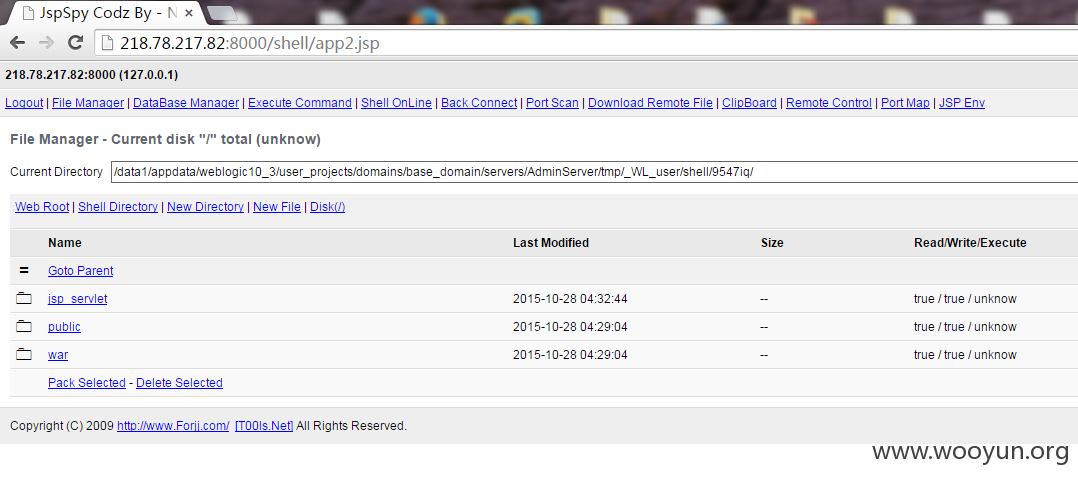 JspSpy Codz By - N
218.78.217.82:8000/shell/app2.jsp
218.78.217.82:8000 (127.0.0.1)
Logout | File Manager | DataBase Manager | Execute Command | Shell OnLine | Back Connect | Port Scan | Download Remote File | ClipBoard | Remote Control | Port Map | JSP Env
File Manager - Current disk "/" total (unknow)
Current Directory /data1/appdata/weblogic10_3/user_projects/domains/base_domain/servers/AdminServer/tmp/_WL_user/shell/9547iq/
Web Root | Shell Directory | New Directory | New File | Disk(/)
Name Last Modified Size Read/Write/Execute
= Goto Parent
jsp_servlet 2015-10-28 04:32:44 -- true / true / unknow
public 2015-10-28 04:29:04 -- true / true / unknow
war 2015-10-28 04:29:04 -- true / true / unknow
Pack Selected - Delete Selected
Copyright (C) 2009 http://www.Forjj.com/ [T00ls.Net] All Rights Reserved.
www.wooyun.org